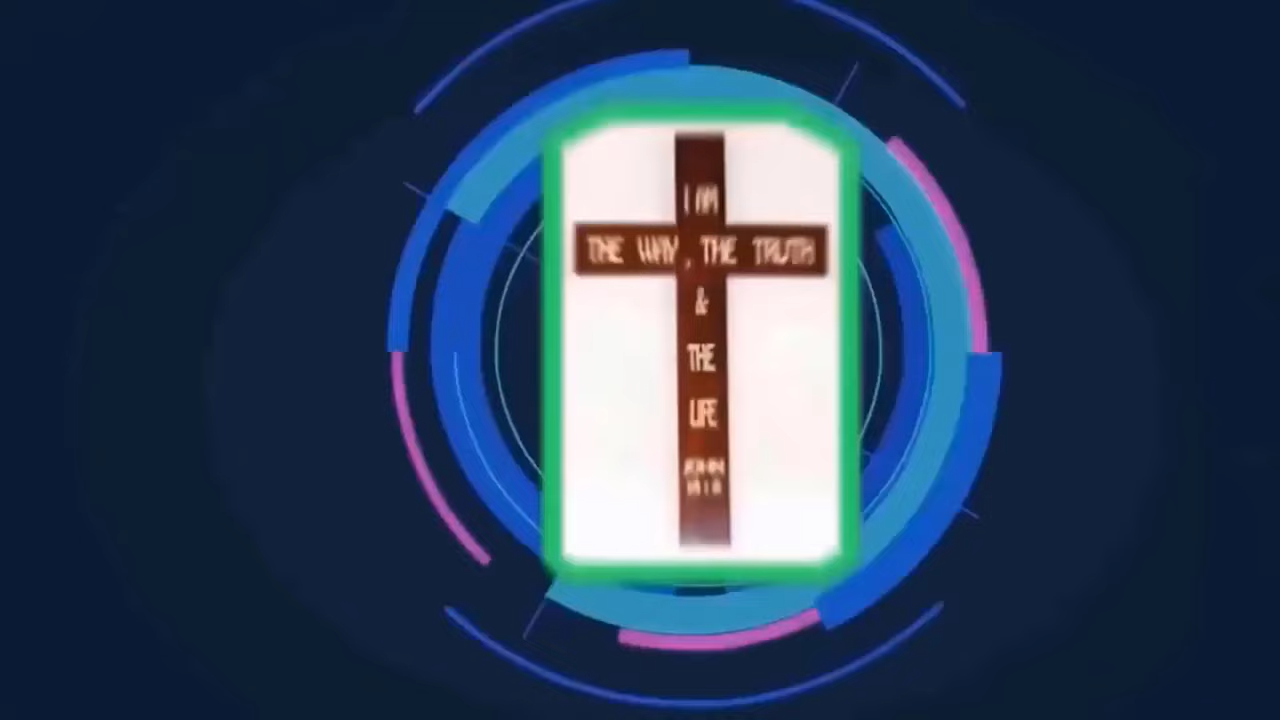 I AM
THE WAY, THE TRUTH
&
THE
LIFE
JOHN